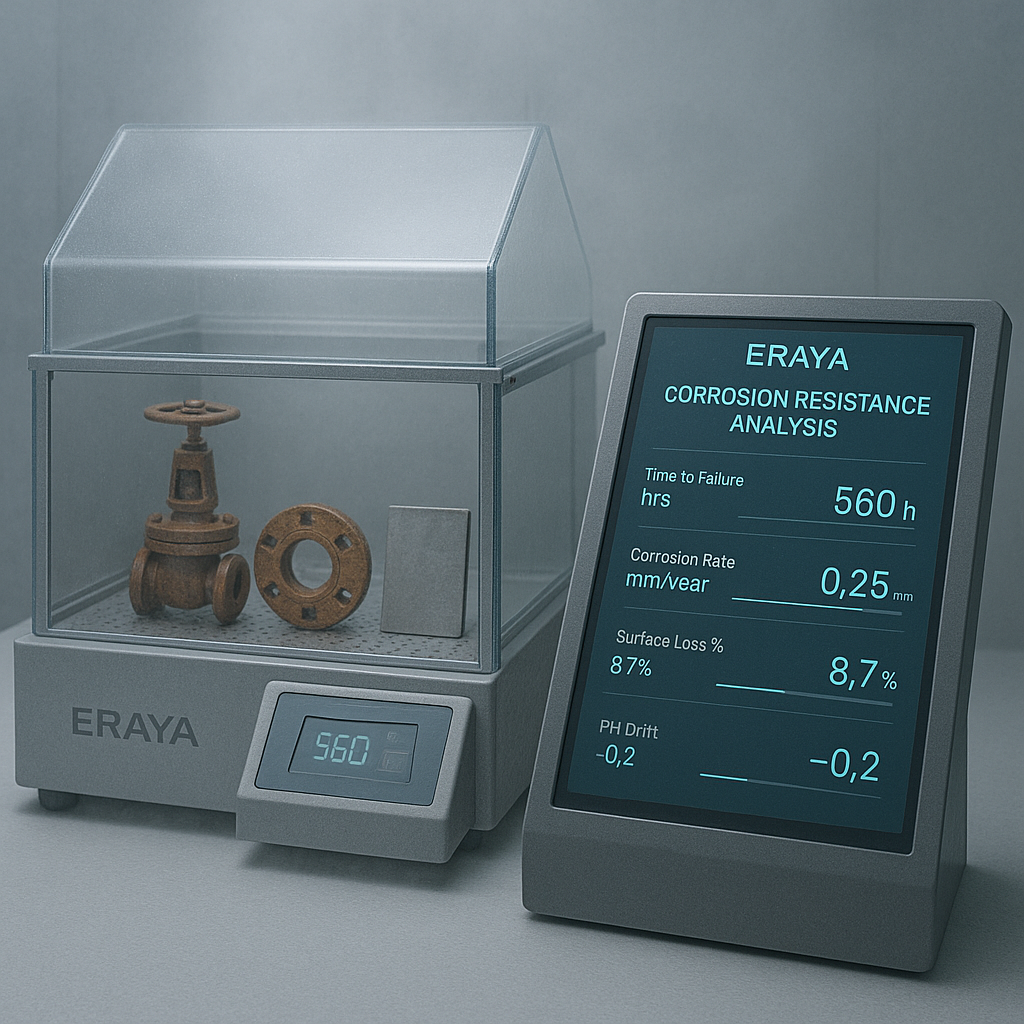 ERAYA
560
ERAYA
CORROSION RESISTANCE
ANALYSIS
Time to Failure
hrs
560 h
Corrosion Rate
mm/vear
0,25 mm
Surface Loss %
87%
8,7 %
PH Drift
-0,2
-0,2